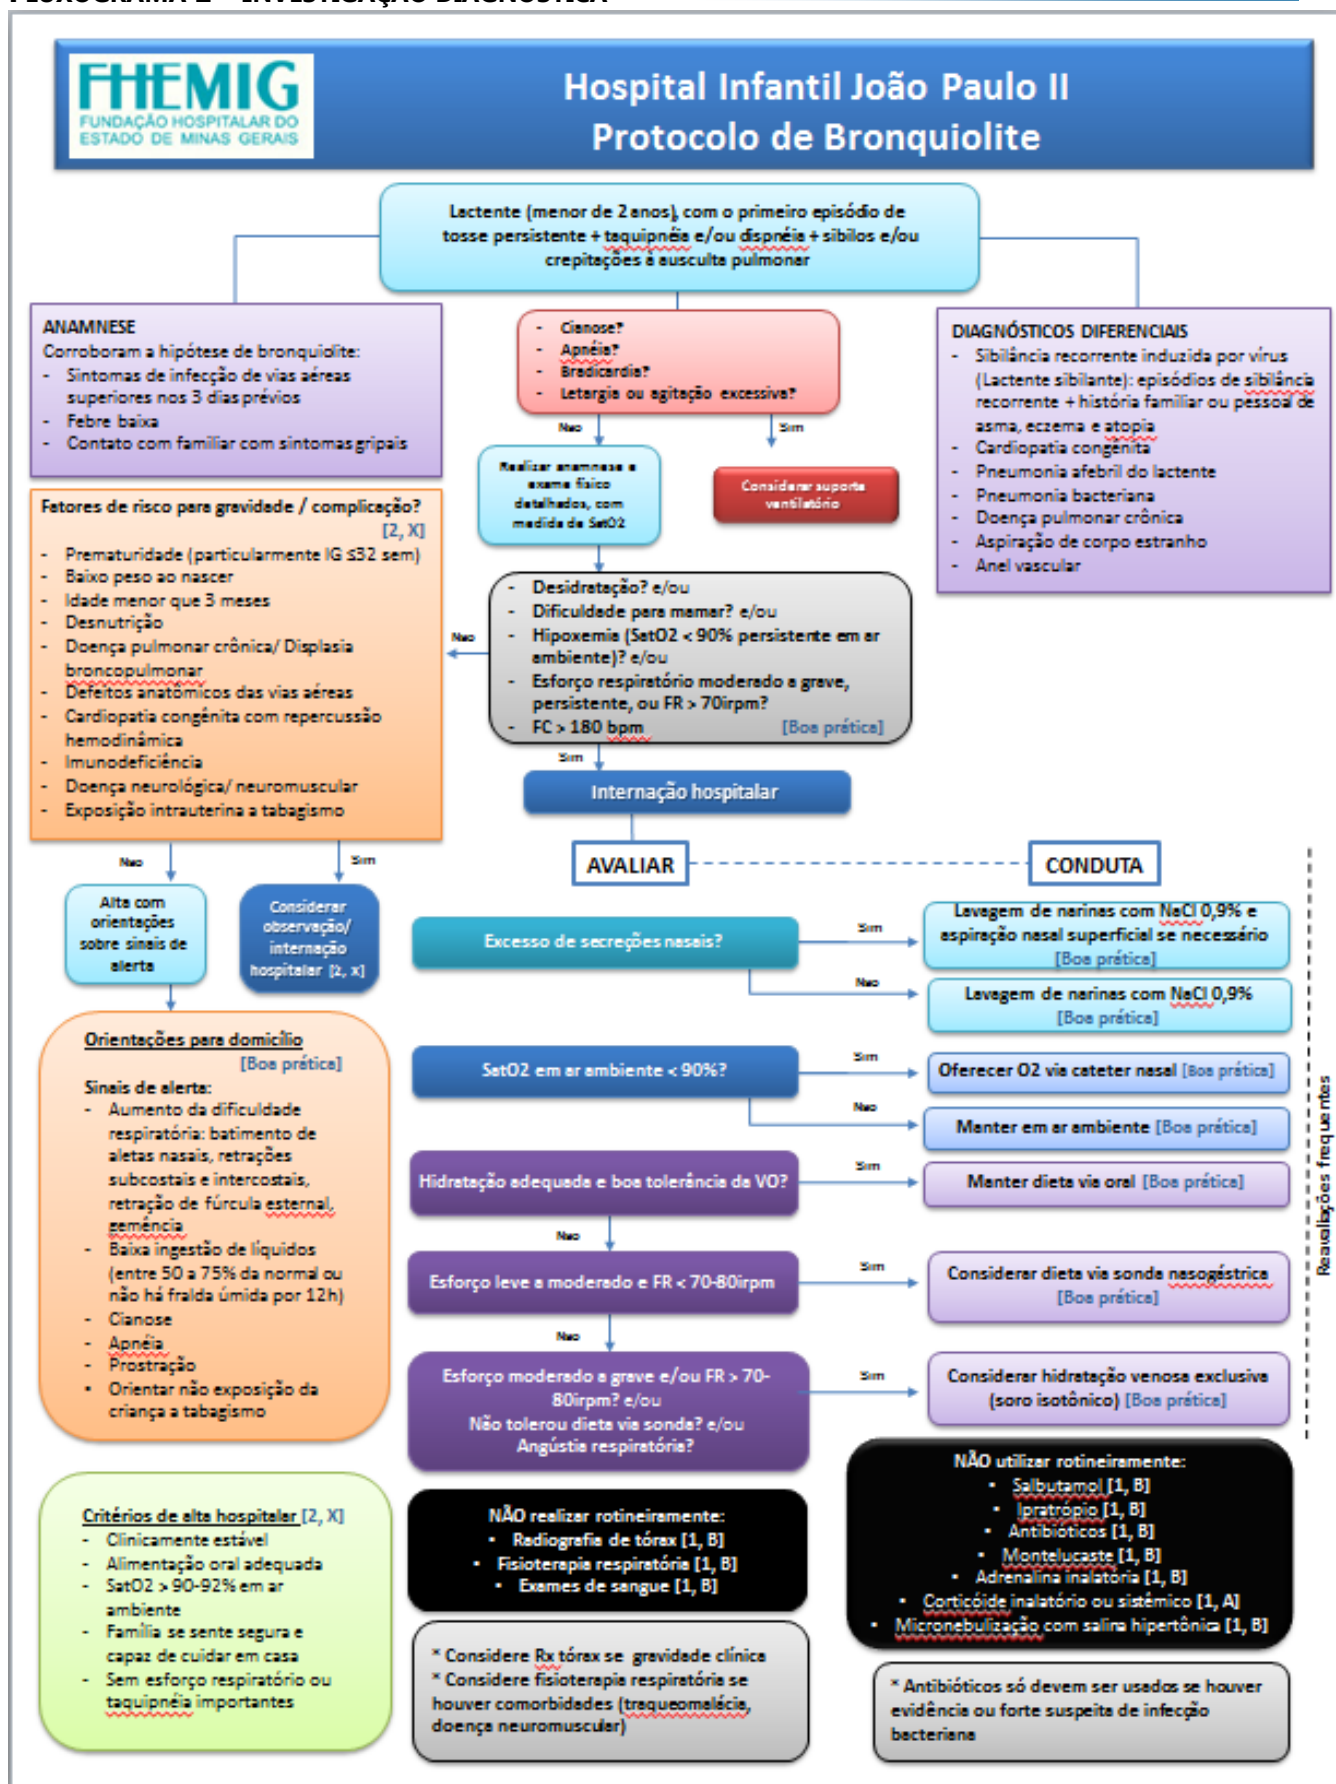 FLUXOGRAMA 2 - INVESTIGAÇÃO DIAGNÓSTICA
FHEMIG
FUNDAÇÃO HOSPITALAR DO
ESTADO DE MINAS GERAIS
Hospital Infantil João Paulo II
Protocolo de Bronquiolite
Lactente (menor de 2 anos), com o primeiro episódio de
tosse persistente + taquipnéia e/ou dispnéia + sibilos e/ou
crepitações à ausculta pulmonar
ANAMNESE
Corroboram a hipótese de bronquiolite:
- Sintomas de infecção de vias aéreas
superiores nos 3 dias prévios
- Febre baixa
- Contato com familiar com sintomas gripais
- Cianose?
- Apnéia?
- Bradicardia?
- Letargia ou agitação excessiva?
DIAGNÓSTICOS DIFERENCIAIS
- Sibilância recorrente induzida por vírus
(Lactente sibilante): episódios de sibilância
recorrente + história familiar ou pessoal de
asma, eczema e atopia
- Cardiopatia congênita
- Pneumonia afebril do lactente
- Pneumonia bacteriana
- Doença pulmonar crônica
- Aspiração de corpo estranho
- Anel vascular
Nao
Sim
Realizar anamnese e
exame físico
detalhados, com
medida de SatO2
Considerar suporte
ventilatório
Fatores de risco para gravidade / complicação?
[2, X]
- Prematuridade (particularmente IG ≤32 sem)
- Baixo peso ao nascer
- Idade menor que 3 meses
- Desnutrição
- Doença pulmonar crônica/ Displasia
broncopulmonar
- Defeitos anatômicos das vias aéreas
- Cardiopatia congênita com repercussão
hemodinâmica
- Imunodeficiência
- Doença neurológica/ neuromuscular
- Exposição intrauterina a tabagismo
Nao
- Desidratação? e/ou
- Dificuldade para mamar? e/ou
- Hipoxemia (SatO2 < 90% persistente em ar
ambiente)? e/ou
- Esforço respiratório moderado a grave,
persistente, ou FR > 70irpm?
- FC > 180 bpm [Boa prática]
Sim
Internação hospitalar
Nao
Sim
Alta com
orientações
sobre sinais de
alerta
Considerar
observação/
internação
hospitalar [2, X]
AVALIAR
CONDUTA
Excesso de secreções nasais?
Sim
Lavagem de narinas com NaCl 0,9% e
aspiração nasal superficial se necessário
[Boa prática]
Nao
Lavagem de narinas com NaCl 0,9%
[Boa prática]
SatO2 em ar ambiente < 90%?
Sim
Oferecer O2 via cateter nasal [Boa prática]
Nao
Manter em ar ambiente [Boa prática]
Hidratação adequada e boa tolerância da VO?
Sim
Manter dieta via oral [Boa prática]
Nao
Esforço leve a moderado e FR < 70-80irpm
Sim
Considerar dieta via sonda nasogástrica
[Boa prática]
Nao
Esforço moderado a grave e/ou FR > 70-
80irpm? e/ou
Não tolerou dieta via sonda? e/ou
Angústia respiratória?
Sim
Considerar hidratação venosa exclusiva
(soro isotônico) [Boa prática]
Reavaliações frequentes
Orientações para domicílio
[Boa prática]
Sinais de alerta:
- Aumento da dificuldade
respiratória: batimento de
aletas nasais, retrações
subcostais e intercostais,
retração de fúrcula esternal,
gemência
- Baixa ingestão de líquidos
(entre 50 a 75% da normal ou
não há fralda úmida por 12h)
- Cianose
- Apnéia
- Prostração
▪ Orientar não exposição da
criança a tabagismo
Critérios de alta hospitalar [2, X]
- Clinicamente estável
- Alimentação oral adequada
- SatO2 > 90-92% em ar
ambiente
- Família se sente segura e
capaz de cuidar em casa
- Sem esforço respiratório ou
taquipnéia importantes
NÃO realizar rotineiramente:
▪ Radiografia de tórax [1, B]
▪ Fisioterapia respiratória [1, B]
▪ Exames de sangue [1, B]
* Considere Rx tórax se gravidade clínica
* Considere fisioterapia respiratória se
houver comorbidades (traqueomalácia,
doença neuromuscular)
NÃO utilizar rotineiramente:
▪ Salbutamol [1, B]
▪ Ipratrópio [1, B]
▪ Antibióticos [1, B]
▪ Montelucaste [1, B]
▪ Adrenalina inalatória [1, B]
▪ Corticóide inalatório ou sistêmico [1, A]
▪ Micronebulização com salina hipertônica [1, B]
* Antibióticos só devem ser usados se houver
evidência ou forte suspeita de infecção
bacteriana